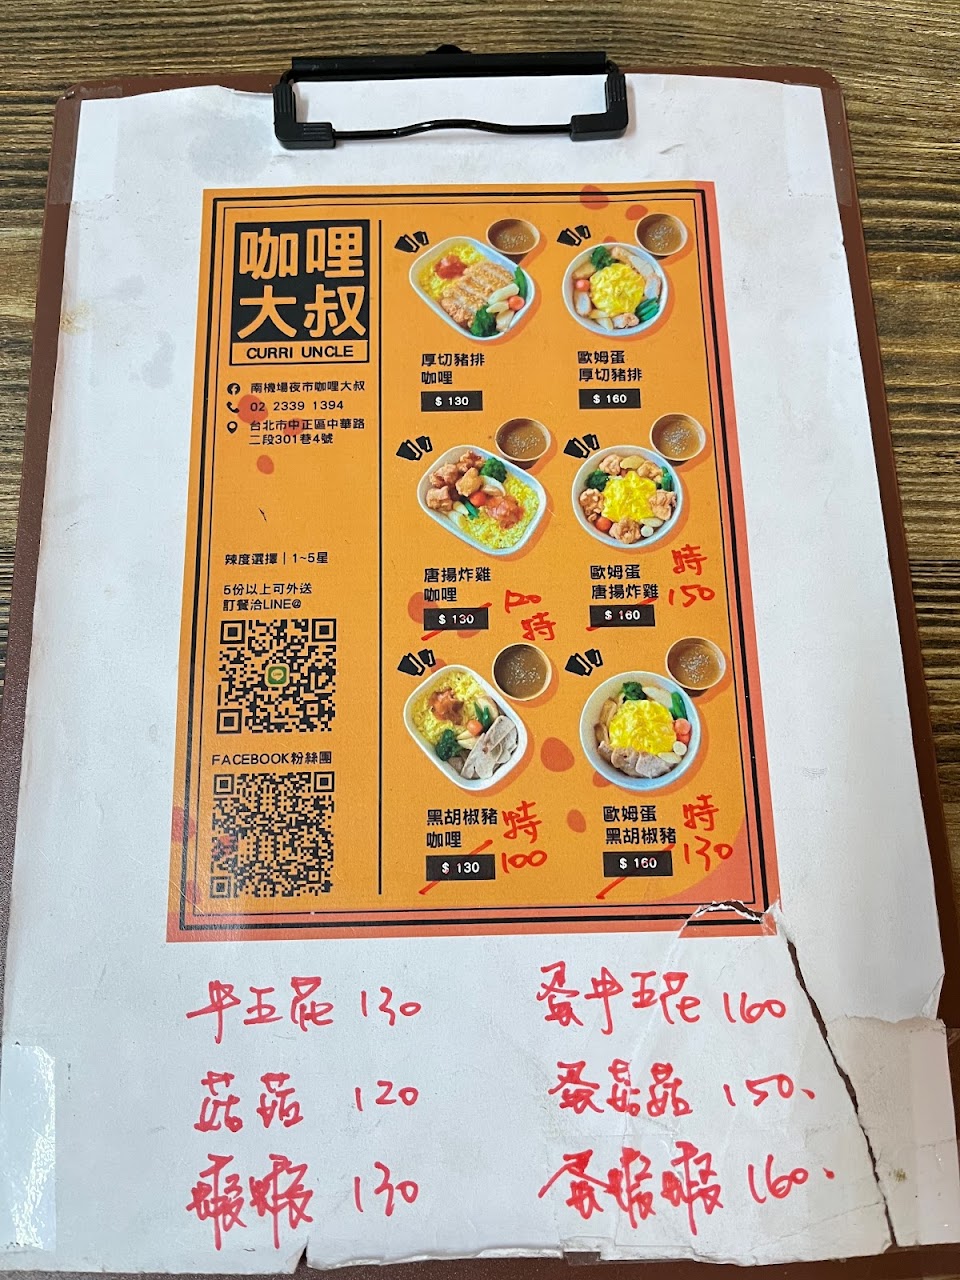 咖哩
大叔
CURRI UNCLE
南機場夜市咖哩大叔
02 2339 1394
台北市中正區中華路
二段301巷4號
辣度選擇｜1~5星
5份以上可外送
訂餐洽LINE@
FACEBOOK粉絲團
厚切豬排
咖哩
$ 130
歐姆蛋
厚切豬排
$ 160
唐揚炸雞
咖哩
$ 130
120
特
歐姆蛋
唐揚炸雞
$ 160
特
150
黑胡椒豬
咖哩
$ 130
特
100
歐姆蛋
黑胡椒豬
$ 160
特
130
牛五花 130
蛋牛五花 160
菇菇 120
蛋菇菇 150、
蝦蝦 130
蛋蝦蝦 160.